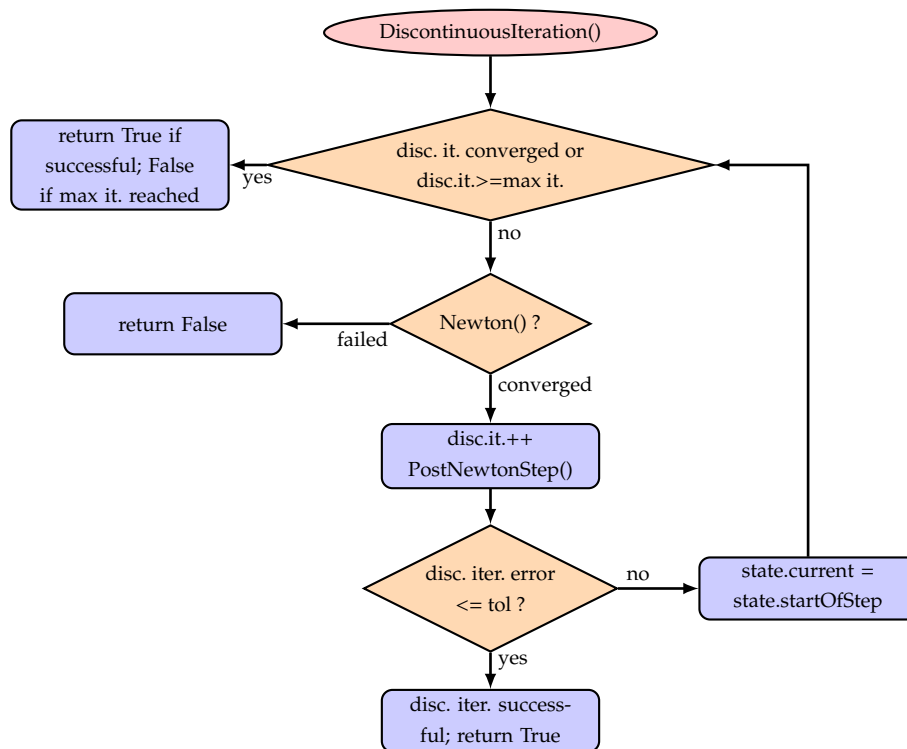 DiscontinuousIteration()
disc. it. converged or
disc.it.>=max it.
yes
return True if
successful; False
if max it. reached
no
Newton() ?
failed
return False
converged
disc.it.++
PostNewtonStep()
disc. iter. error
<= tol ?
no
state.current =
state.startOfStep
yes
disc. iter. success-
ful; return True